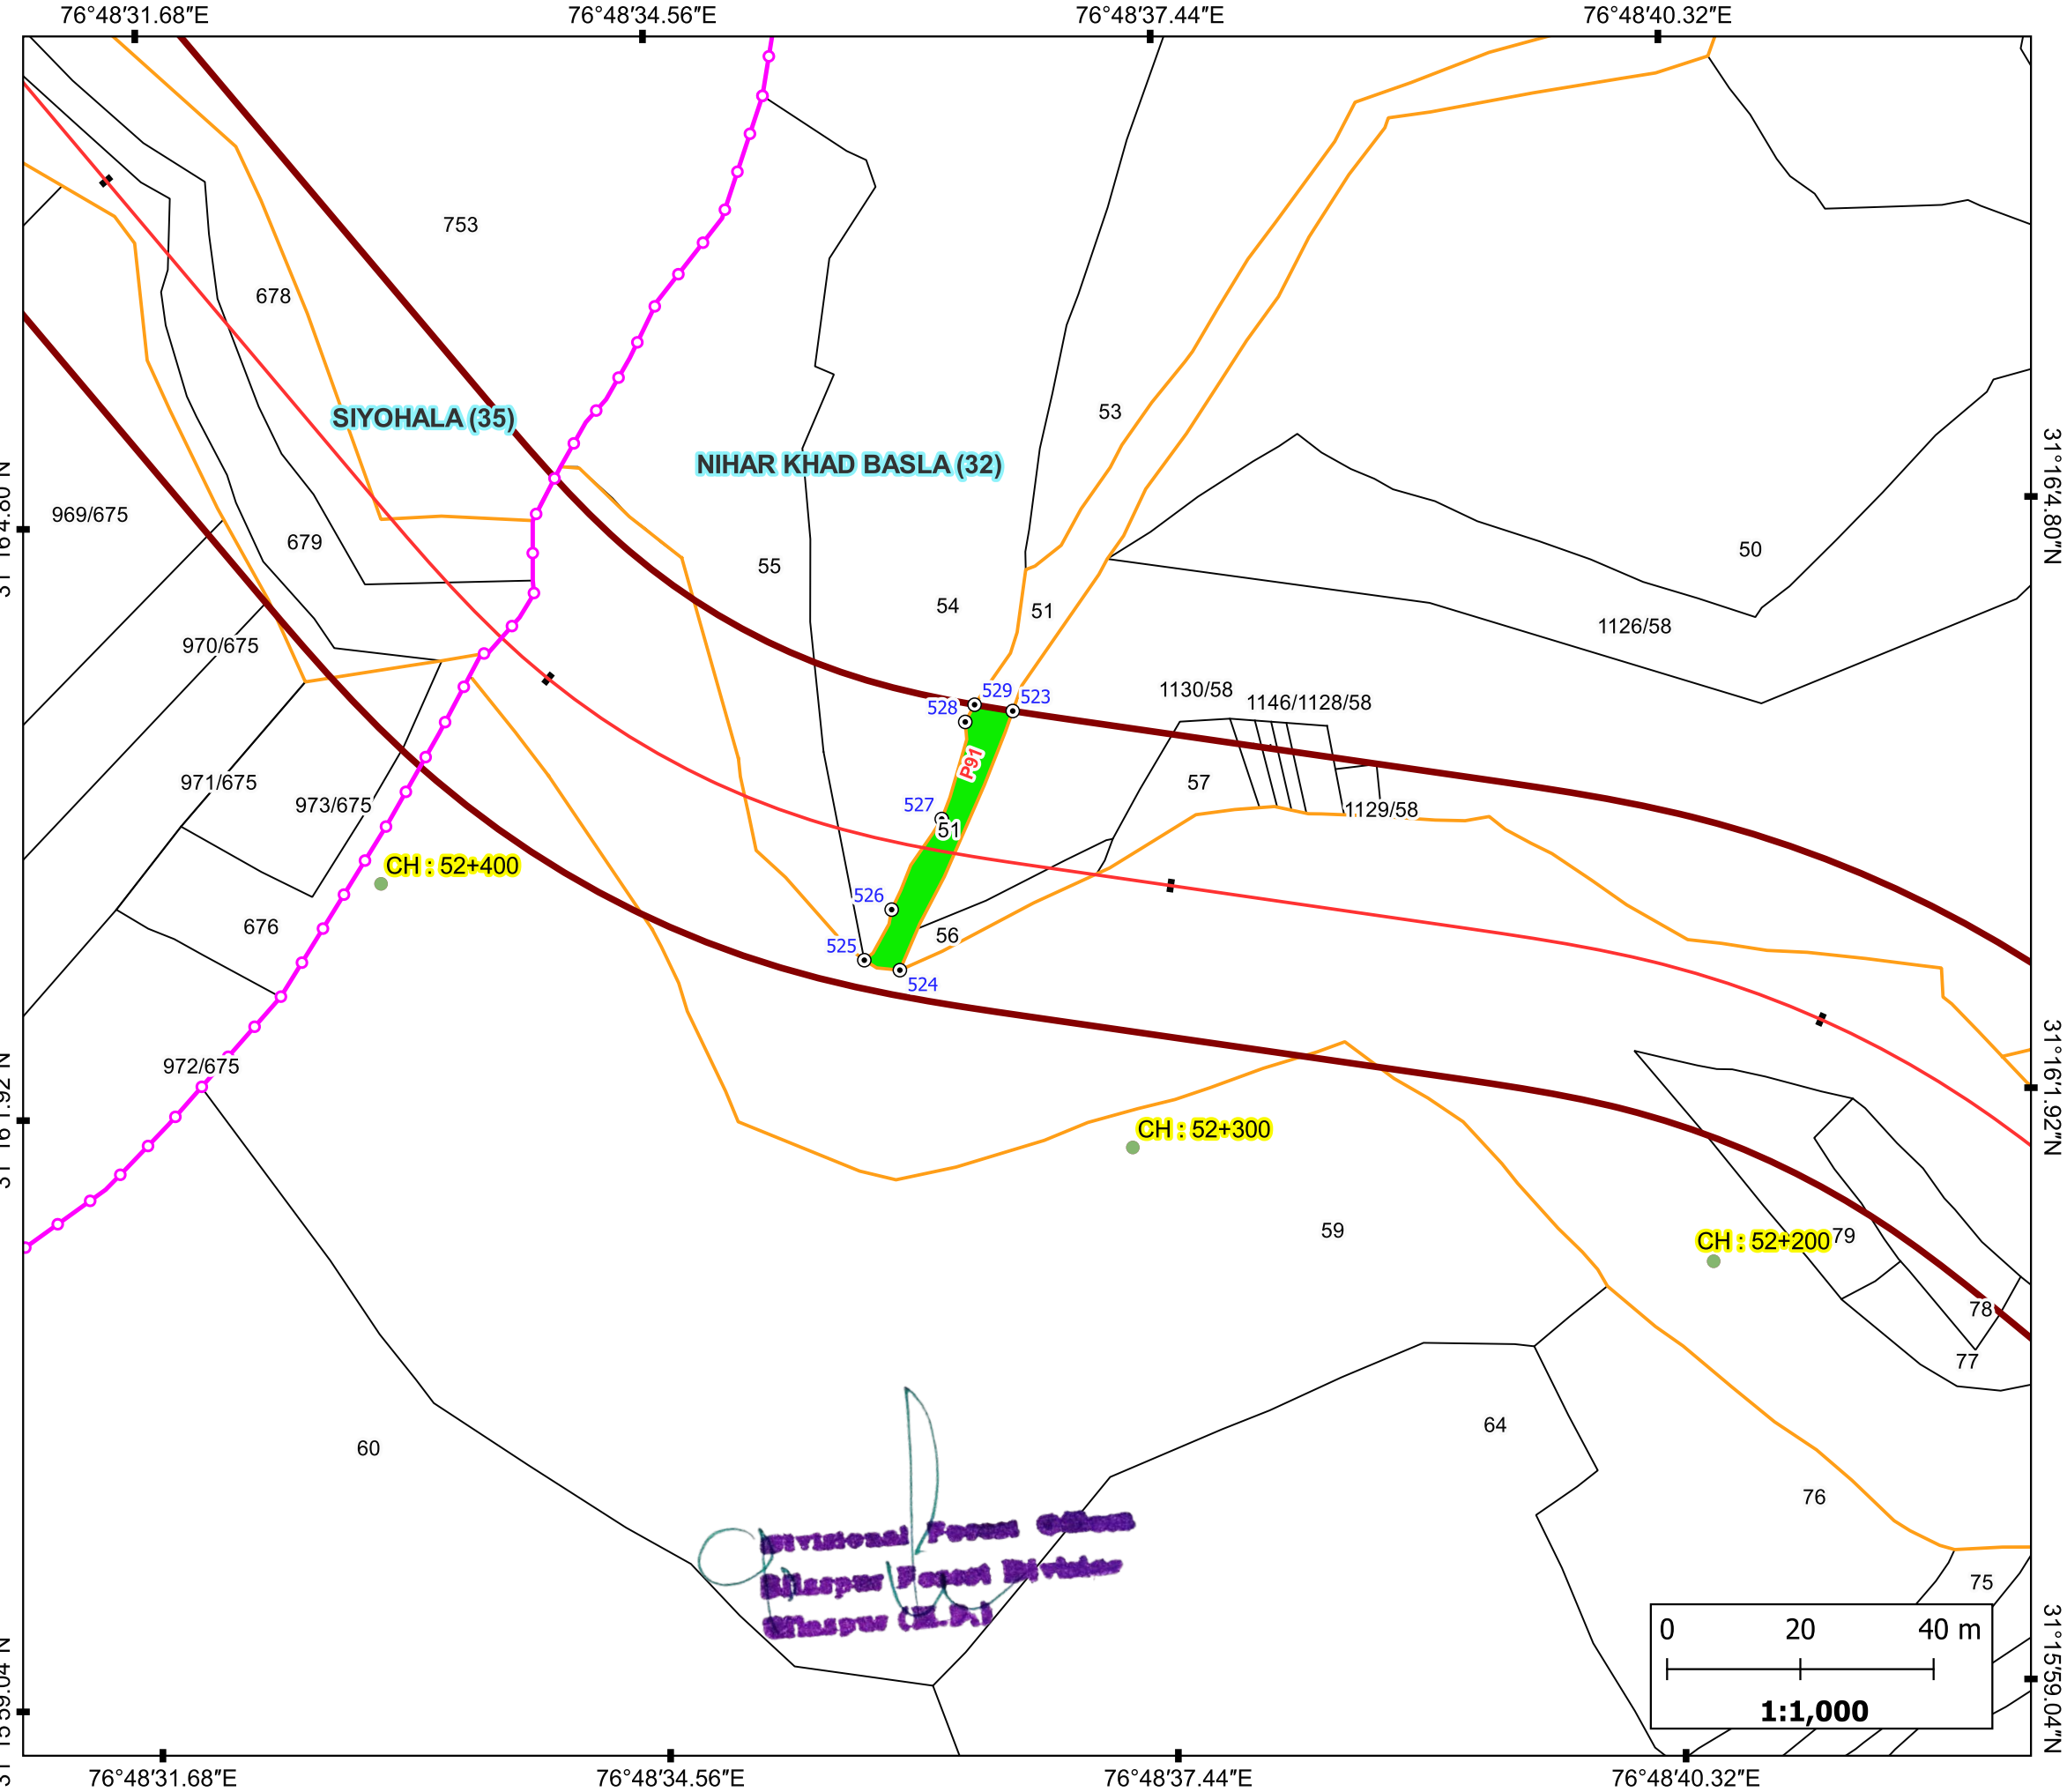 76°48'31.68"E 76°48'34.56"E 76°48'37.44"E 76°48'40.32"E
753
678
SIYOHALA (35)
53
NIHAR KHAD BASLA (32)
31°16'4.80"N
969/675
679
50
55
54
51
1126/58
970/675
529 523
1130/58
528
1146/1128/58
P91
971/675
57
973/675
527
1129/58
51
CH : 52+400
526
676
56
525
524
31°16'1.92"N
972/675
CH : 52+300
59
79
CH : 52+200
78
77
64
60
76
Divisional Forest
Bilaspur Forest Division
Bilaspur (H.P.)
75
0 20 40 m
1:1,000
31°15'59.04"N
76°48'31.68"E 76°48'34.56"E 76°48'37.44"E 76°48'40.32"E